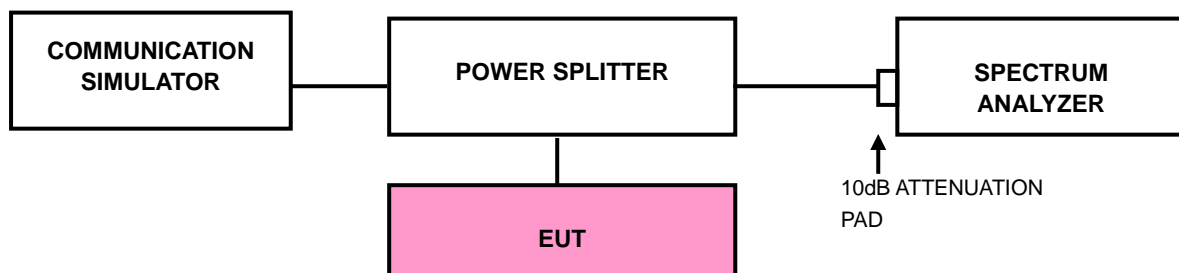 COMMUNICATION
SIMULATOR
POWER SPLITTER
SPECTRUM
ANALYZER
10dB ATTENUATION
PAD
EUT